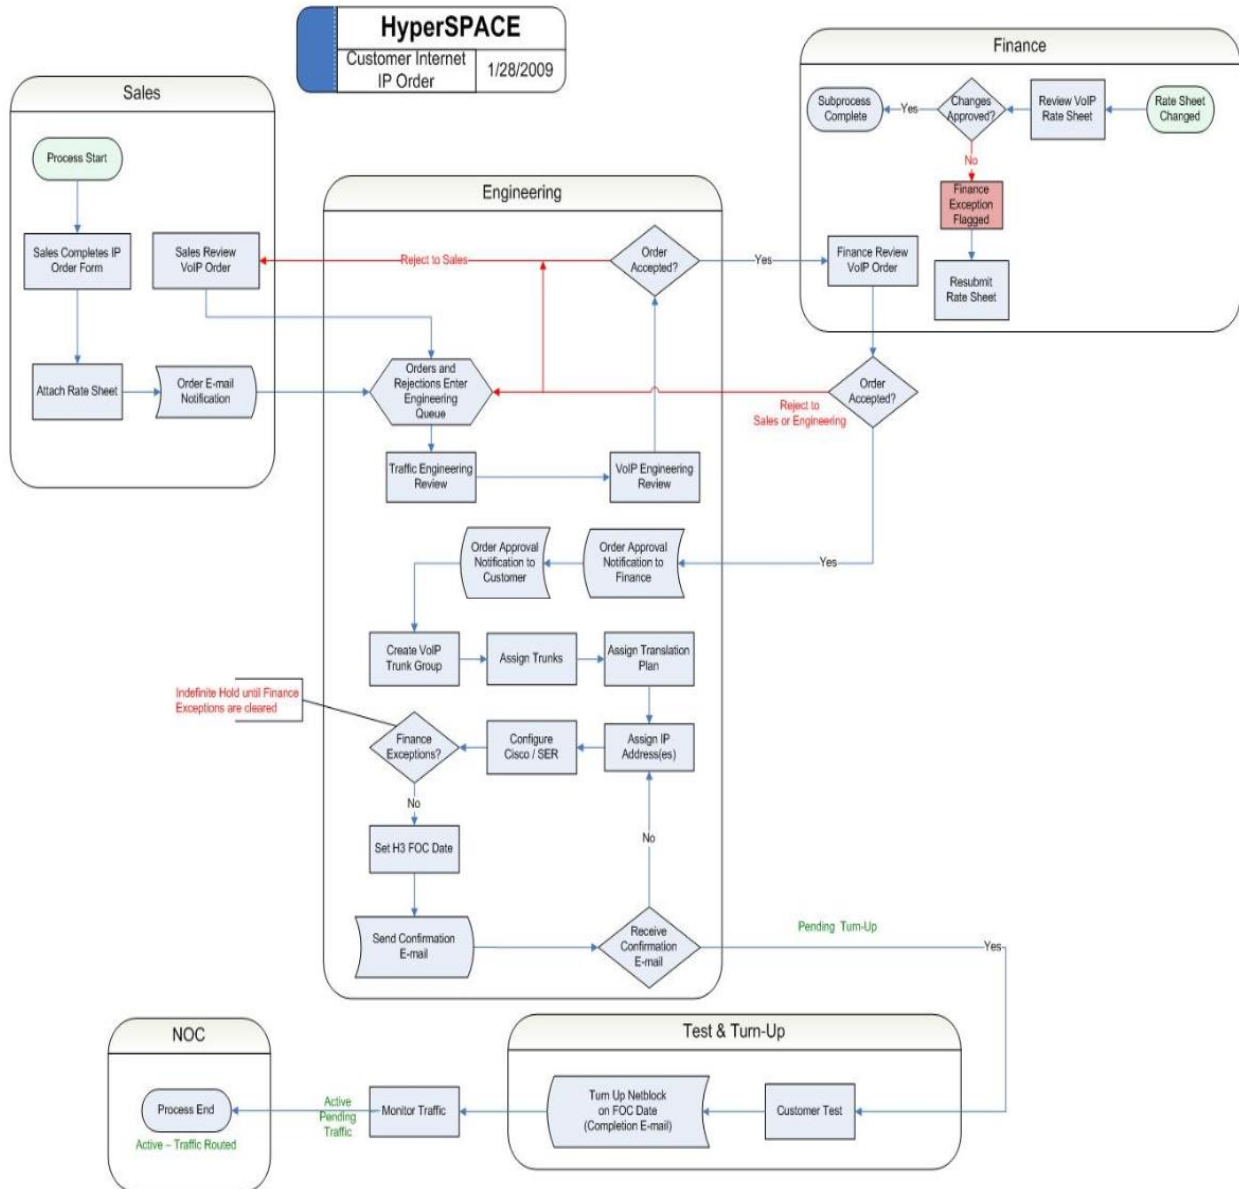 HyperSPACE
Customer Internet
IP Order
1/28/2009
Sales
Process Start
Sales Completes IP
Order Form
Sales Review
VoIP Order
Attach Rate Sheet
Order E-mail
Notification
Engineering
Order
Accepted?
Reject to Sales
Yes
Orders and
Rejections Enter
Engineering
Queue
Traffic Engineering
Review
VoIP Engineering
Review
Finance
Subprocess
Complete
Yes
Changes
Approved?
Review VoIP
Rate Sheet
Rate Sheet
Changed
No
Finance
Exception
Flagged
Finance Review
VoIP Order
Resubmit
Rate Sheet
Order
Accepted?
Reject to
Sales or Engineering
Yes
Order Approval
Notification to
Customer
Order Approval
Notification to
Finance
Create VoIP
Trunk Group
Assign Trunks
Assign Translation
Plan
Indefinite Hold until Finance
Exceptions are cleared
Finance
Exceptions?
Configure
Cisco / SER
Assign IP
Address(es)
No
No
Set H3 FOC Date
Send Confirmation
E-mail
Receive
Confirmation
E-mail
Pending Turn-Up
Yes
NOC
Process End
Active – Traffic Routed
Active
Pending
Traffic
Monitor Traffic
Test & Turn-Up
Turn Up Netblock
on FOC Date
(Completion E-mail)
Customer Test